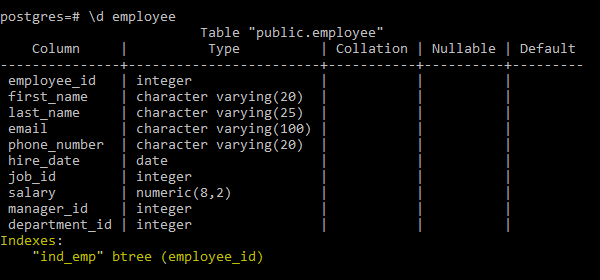 postgres=# \d employee
                         Table "public.employee"
    Column     |          Type          | Collation | Nullable | Default
---------------+------------------------+-----------+----------+---------
 employee_id   | integer                |           |          |
 first_name    | character varying(20)  |           |          |
 last_name     | character varying(25)  |           |          |
 email         | character varying(100) |           |          |
 phone_number  | character varying(20)  |           |          |
 hire_date     | date                   |           |          |
 job_id        | integer                |           |          |
 salary        | numeric(8,2)           |           |          |
 manager_id    | integer                |           |          |
 department_id | integer                |           |          |
Indexes:
    "ind_emp" btree (employee_id)